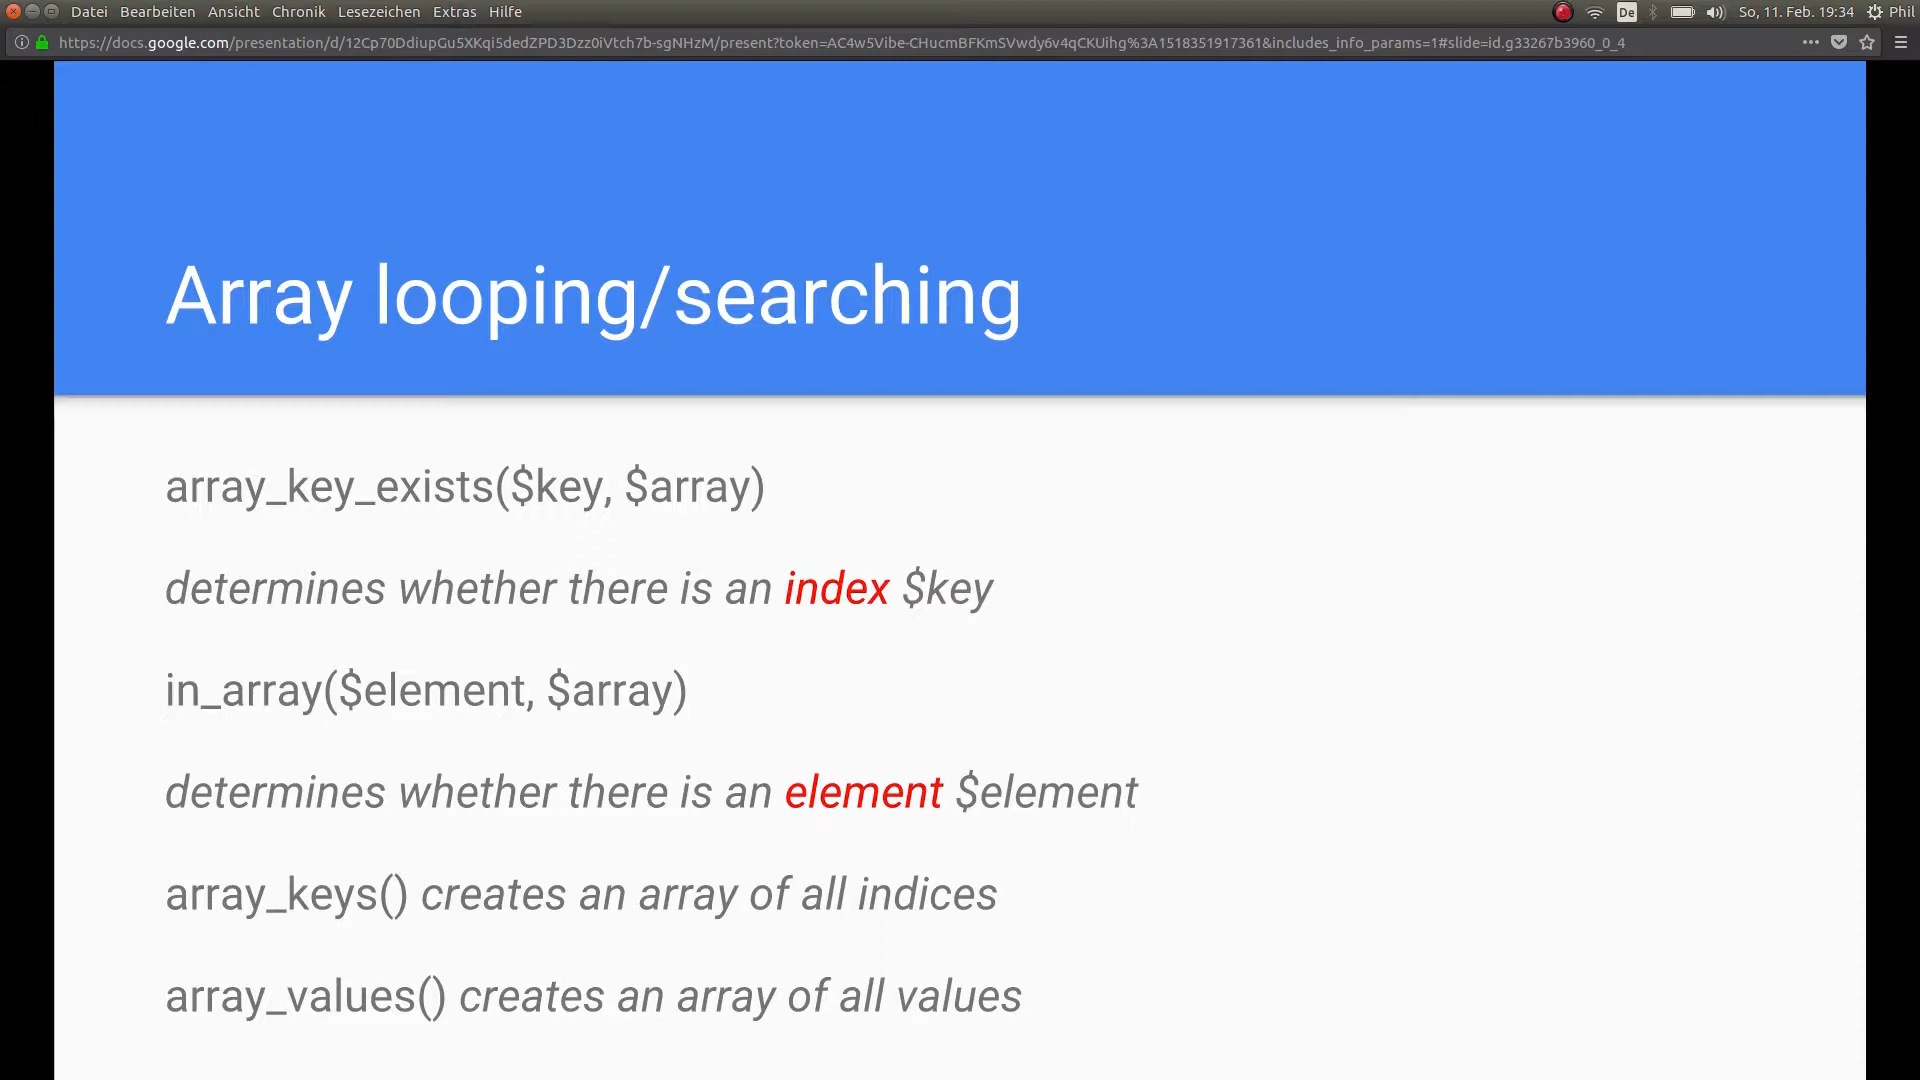 Datei Bearbeiten Ansicht Chronik Lesezeichen Extras Hilfe De So, 11. Feb. 19:34 Phil
https://docs.google.com/presentation/d/12Cp70DdiupGu5XKqi5dedZPD3Dzz0iVtch7b-sgNHzM/present?token=AC4w5Vibe-CHucmBFKmSVwdy6v4qCKUihg%3A1518351917361&includes_info_params=1#slide=id.g33267b3960_0_4
Array looping/searching
array_key_exists($key, $array)
determines whether there is an index $key
in_array($element, $array)
determines whether there is an element $element
array_keys() creates an array of all indices
array_values() creates an array of all values